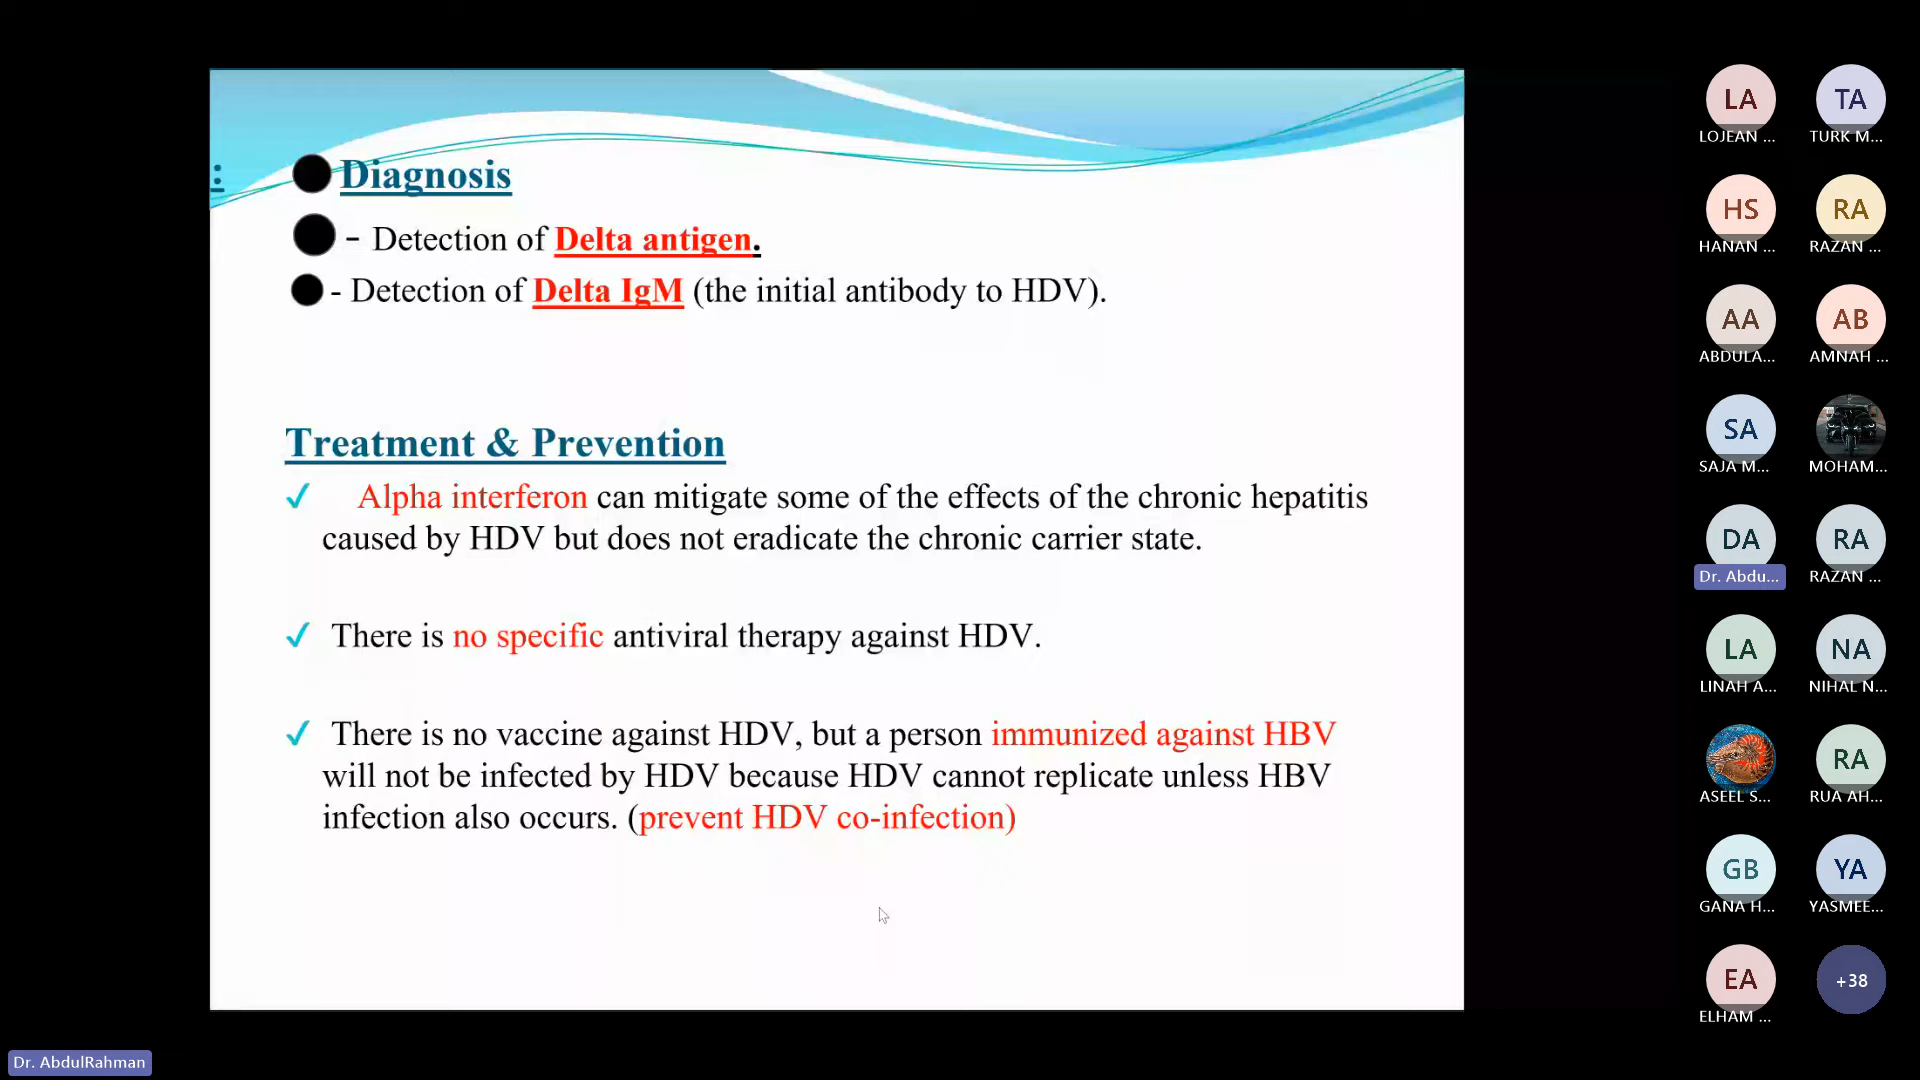 : Diagnosis
- Detection of Delta antigen.
- Detection of Delta IgM (the initial antibody to HDV).
Treatment & Prevention
✓ Alpha interferon can mitigate some of the effects of the chronic hepatitis
caused by HDV but does not eradicate the chronic carrier state.
✓ There is no specific antiviral therapy against HDV.
✓ There is no vaccine against HDV, but a person immunized against HBV
will not be infected by HDV because HDV cannot replicate unless HBV
infection also occurs. (prevent HDV co-infection)
LA TA
LOJEAN ... TURK M...
HS RA
HANAN ... RAZAN ...
AA AB
ABDULA... AMNAH ...
SA
SAJA M... MOHAM...
DA RA
Dr. Abdu... RAZAN ...
LA NA
LINAH A... NIHAL N...
RA
ASEEL S... RUA AH...
GB YA
GANA H... YASMEE...
EA +38
ELHAM ...
Dr. AbdulRahman